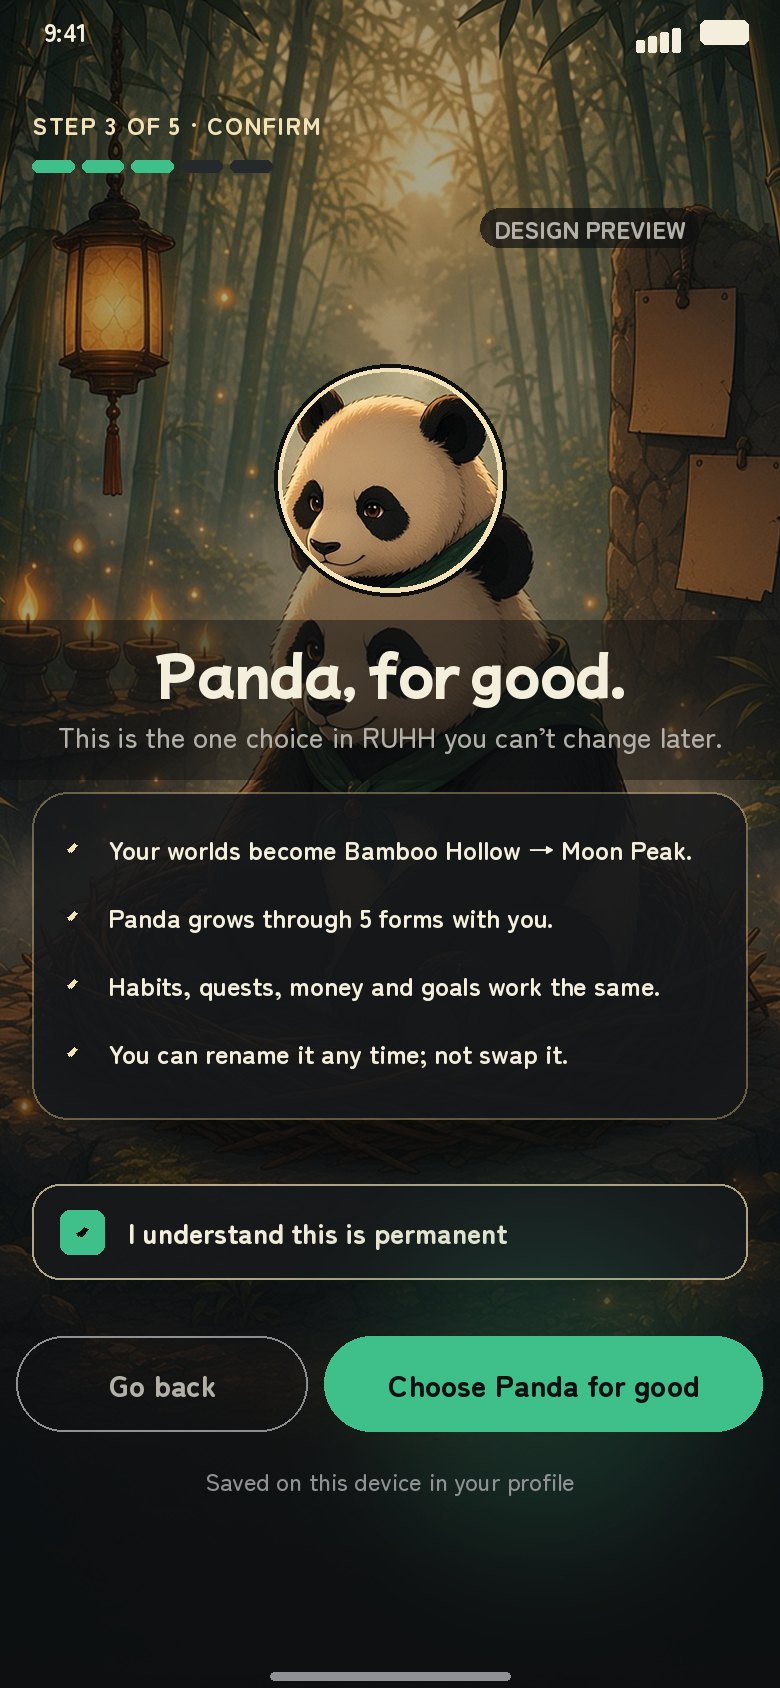 9:41
STEP 3 OF 5 · CONFIRM
DESIGN PREVIEW
Panda, for good.
This is the one choice in RUHH you can’t change later.
Your worlds become Bamboo Hollow → Moon Peak.
Panda grows through 5 forms with you.
Habits, quests, money and goals work the same.
You can rename it any time; not swap it.
I understand this is permanent
Go back
Choose Panda for good
Saved on this device in your profile